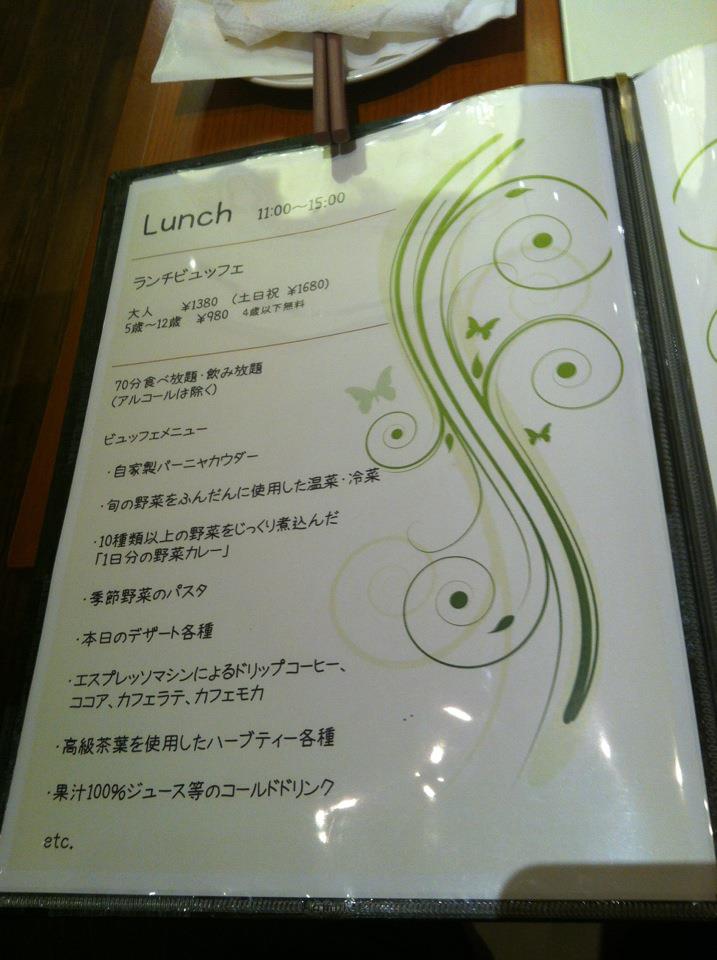 Lunch 11:00～15:00
ランチビュッフェ
大人 ¥1380 (土日祝 ¥1680)
5歳～12歳 ¥980 4歳以下無料
70分食べ放題・飲み放題
(アルコールは除く)
ビュッフェメニュー
・自家製バーニャカウダー
・旬の野菜をふんだんに使用した温菜・冷菜
・10種類以上の野菜をじっくり煮込んだ
「1日分の野菜カレー」
・季節野菜のパスタ
・本日のデザート各種
・エスプレッソマシンによるドリップコーヒー、
ココア、カフェラテ、カフェモカ
・高級茶葉を使用したハーブティー各種
・果汁100%ジュース等のコールドドリンク
etc.